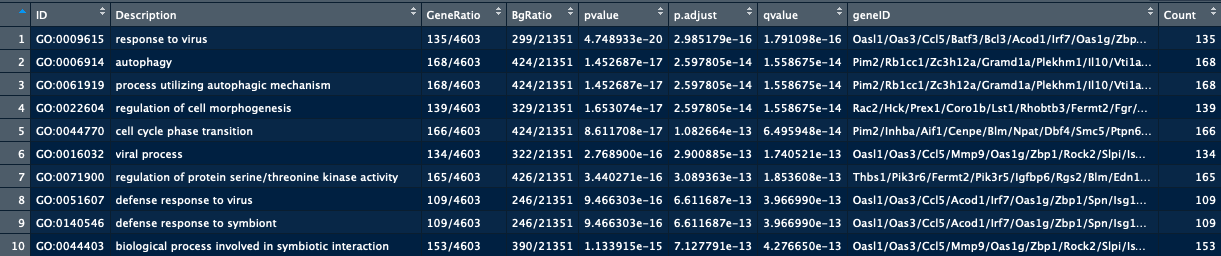 ID Description GeneRatio BgRatio pvalue p.adjust qvalue geneID Count
1 GO:0009615 response to virus 135/4603 299/21351 4.748933e-20 2.985179e-16 1.791098e-16 Oasl1/Oas3/Ccl5/Batf3/Bcl3/Acod1/Irf7/Oas1g/Zbp... 135
2 GO:0006914 autophagy 168/4603 424/21351 1.452687e-17 2.597805e-14 1.558675e-14 Pim2/Rb1cc1/Zc3h12a/Gramd1a/Plekhm1/Il10/Vti1a... 168
3 GO:0061919 process utilizing autophagic mechanism 168/4603 424/21351 1.452687e-17 2.597805e-14 1.558675e-14 Pim2/Rb1cc1/Zc3h12a/Gramd1a/Plekhm1/Il10/Vti1a... 168
4 GO:0022604 regulation of cell morphogenesis 139/4603 329/21351 1.653074e-17 2.597805e-14 1.558675e-14 Rac2/Hck/Prex1/Coro1b/Lst1/Rhobtb3/Fermt2/Fgr/... 139
5 GO:0044770 cell cycle phase transition 166/4603 424/21351 8.611708e-17 1.082664e-13 6.495948e-14 Pim2/Inhba/Aif1/Cenpe/Blm/Npat/Dbf4/Smc5/Ptpn6... 166
6 GO:0016032 viral process 134/4603 322/21351 2.768900e-16 2.900885e-13 1.740521e-13 Oasl1/Oas3/Ccl5/Mmp9/Oas1g/Zbp1/Rock2/Slpi/Is... 134
7 GO:0071900 regulation of protein serine/threonine kinase activity 165/4603 426/21351 3.440271e-16 3.089363e-13 1.853608e-13 Thbs1/Pik3r6/Fermt2/Pik3r5/Igfbp6/Rgs2/Blm/Edn1... 165
8 GO:0051607 defense response to virus 109/4603 246/21351 9.466303e-16 6.611687e-13 3.966990e-13 Oasl1/Oas3/Ccl5/Acod1/Irf7/Oas1g/Zbp1/Spn/Isg1... 109
9 GO:0140546 defense response to symbiont 109/4603 246/21351 9.466303e-16 6.611687e-13 3.966990e-13 Oasl1/Oas3/Ccl5/Acod1/Irf7/Oas1g/Zbp1/Spn/Isg1... 109
10 GO:0044403 biological process involved in symbiotic interaction 153/4603 390/21351 1.133915e-15 7.127791e-13 4.276650e-13 Oasl1/Oas3/Ccl5/Mmp9/Oas1g/Zbp1/Rock2/Slpi/Is... 153